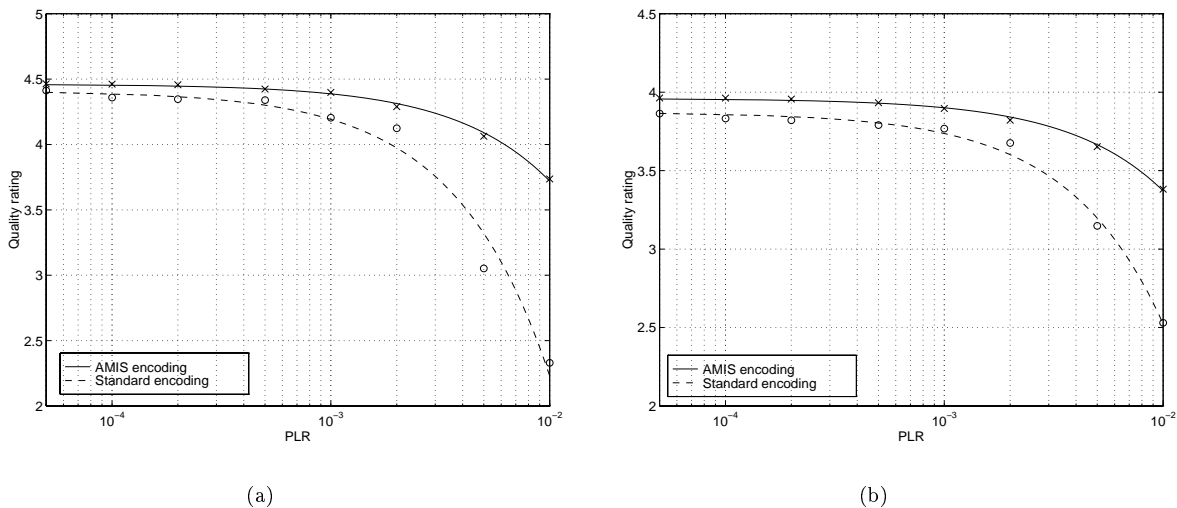 5
4.5
4
3.5
3
2.5
2
Quality rating
10−4
10−3
10−2
PLR
AMIS encoding
Standard encoding
(a)
4.5
4
3.5
3
2.5
2
Quality rating
10−4
10−3
10−2
PLR
AMIS encoding
Standard encoding
(b)